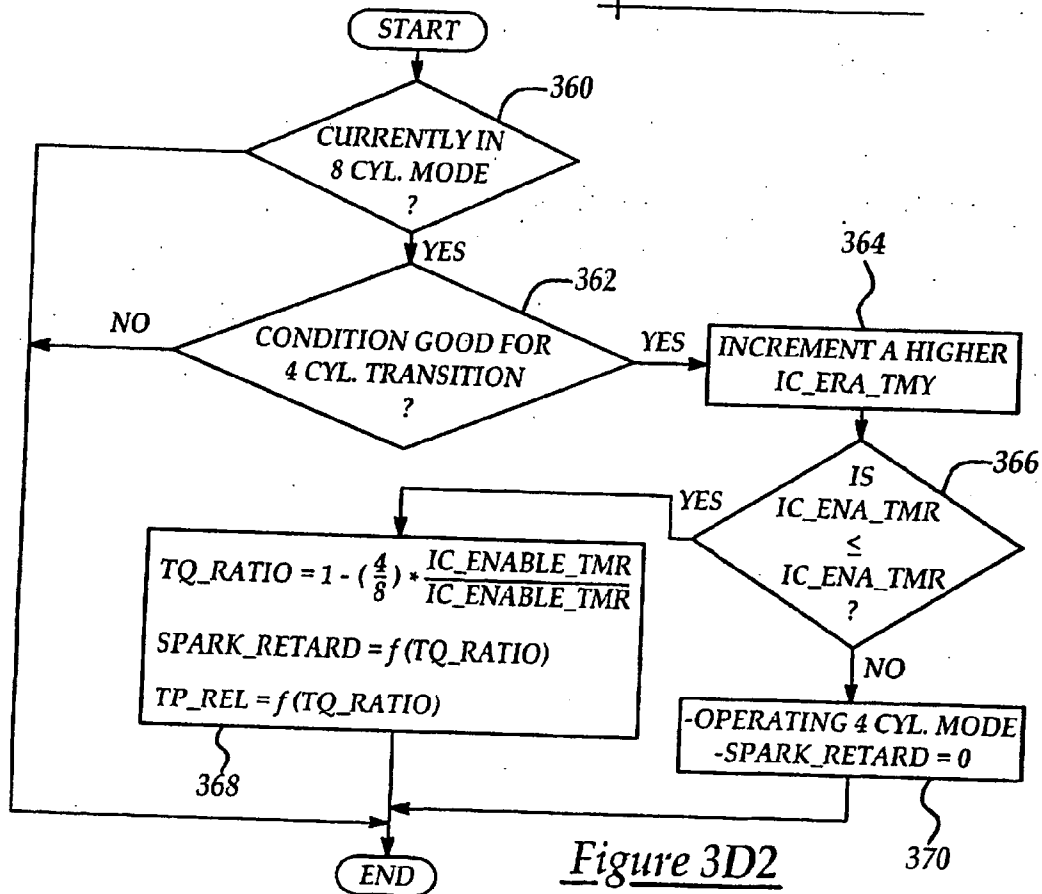 START
360
CURRENTLY IN
8 CYL. MODE
?
YES
362
NO
CONDITION GOOD FOR
4 CYL. TRANSITION
?
YES
364
INCREMENT A HIGHER
IC_ERA_TMY
366
IS
IC_ENA_TMR
≤
IC_ENA_TMR
?
YES
NO
TQ_RATIO = 1 - (4/8) * IC_ENABLE_TMR / IC_ENABLE_TMR
SPARK_RETARD = f (TQ_RATIO)
TP_REL = f (TQ_RATIO)
368
-OPERATING 4 CYL. MODE
-SPARK_RETARD = 0
370
END
Figure 3D2